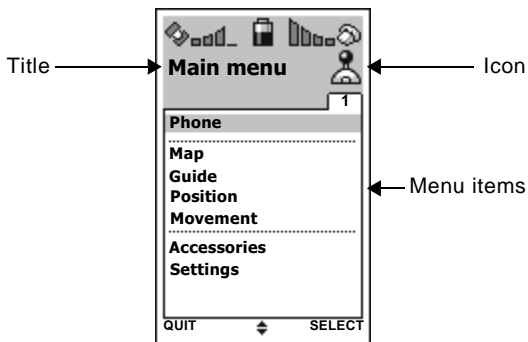 Title
Main menu
Icon
1
Phone
Map
Guide
Position
Movement
Menu items
Accessories
Settings
QUIT
SELECT